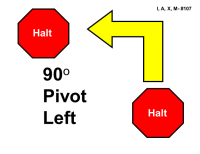 I, A, X, M- 8107
Halt
90°
Pivot
Left
Halt